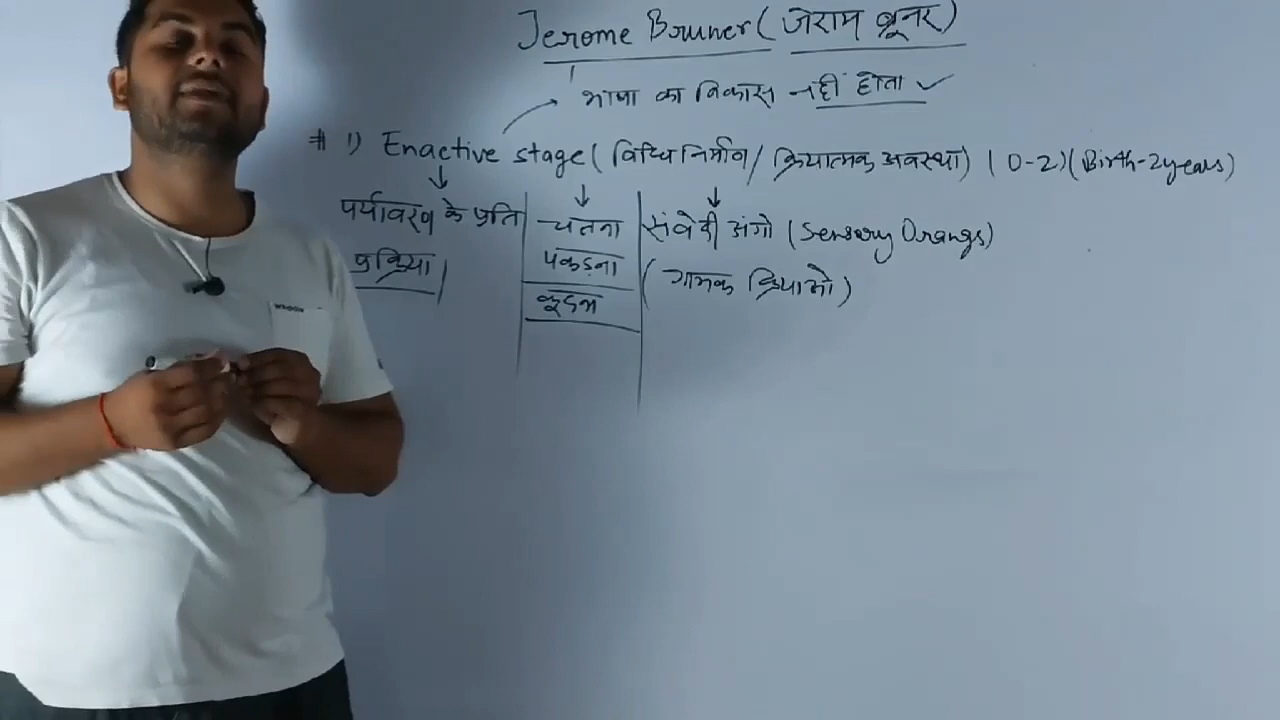 Jerome Bruner (जेराम ब्रूनर)
भाषा का विकास नहीं होता ✓
# 1) Enactive stage (विधि निर्माण / क्रियात्मक अवस्था) (0-2) (Birth-2years)
पर्यावरण के प्रति
प्रक्रिया
चलना
पकड़ना
कूदना
संवेदी अंगो (Sensory Orangs)
(गामक क्रियाओ)